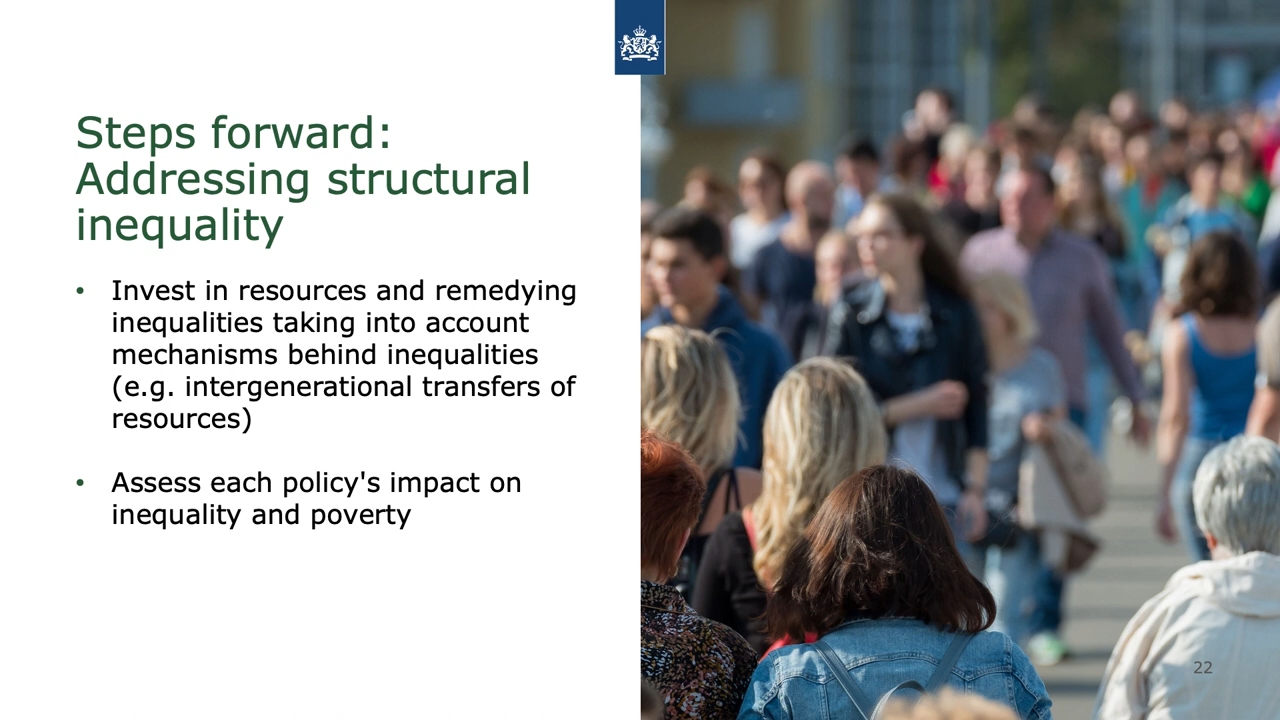 Steps forward:
Addressing structural
inequality
• Invest in resources and remedying
inequalities taking into account
mechanisms behind inequalities
(e.g. intergenerational transfers of
resources)
• Assess each policy's impact on
inequality and poverty
22